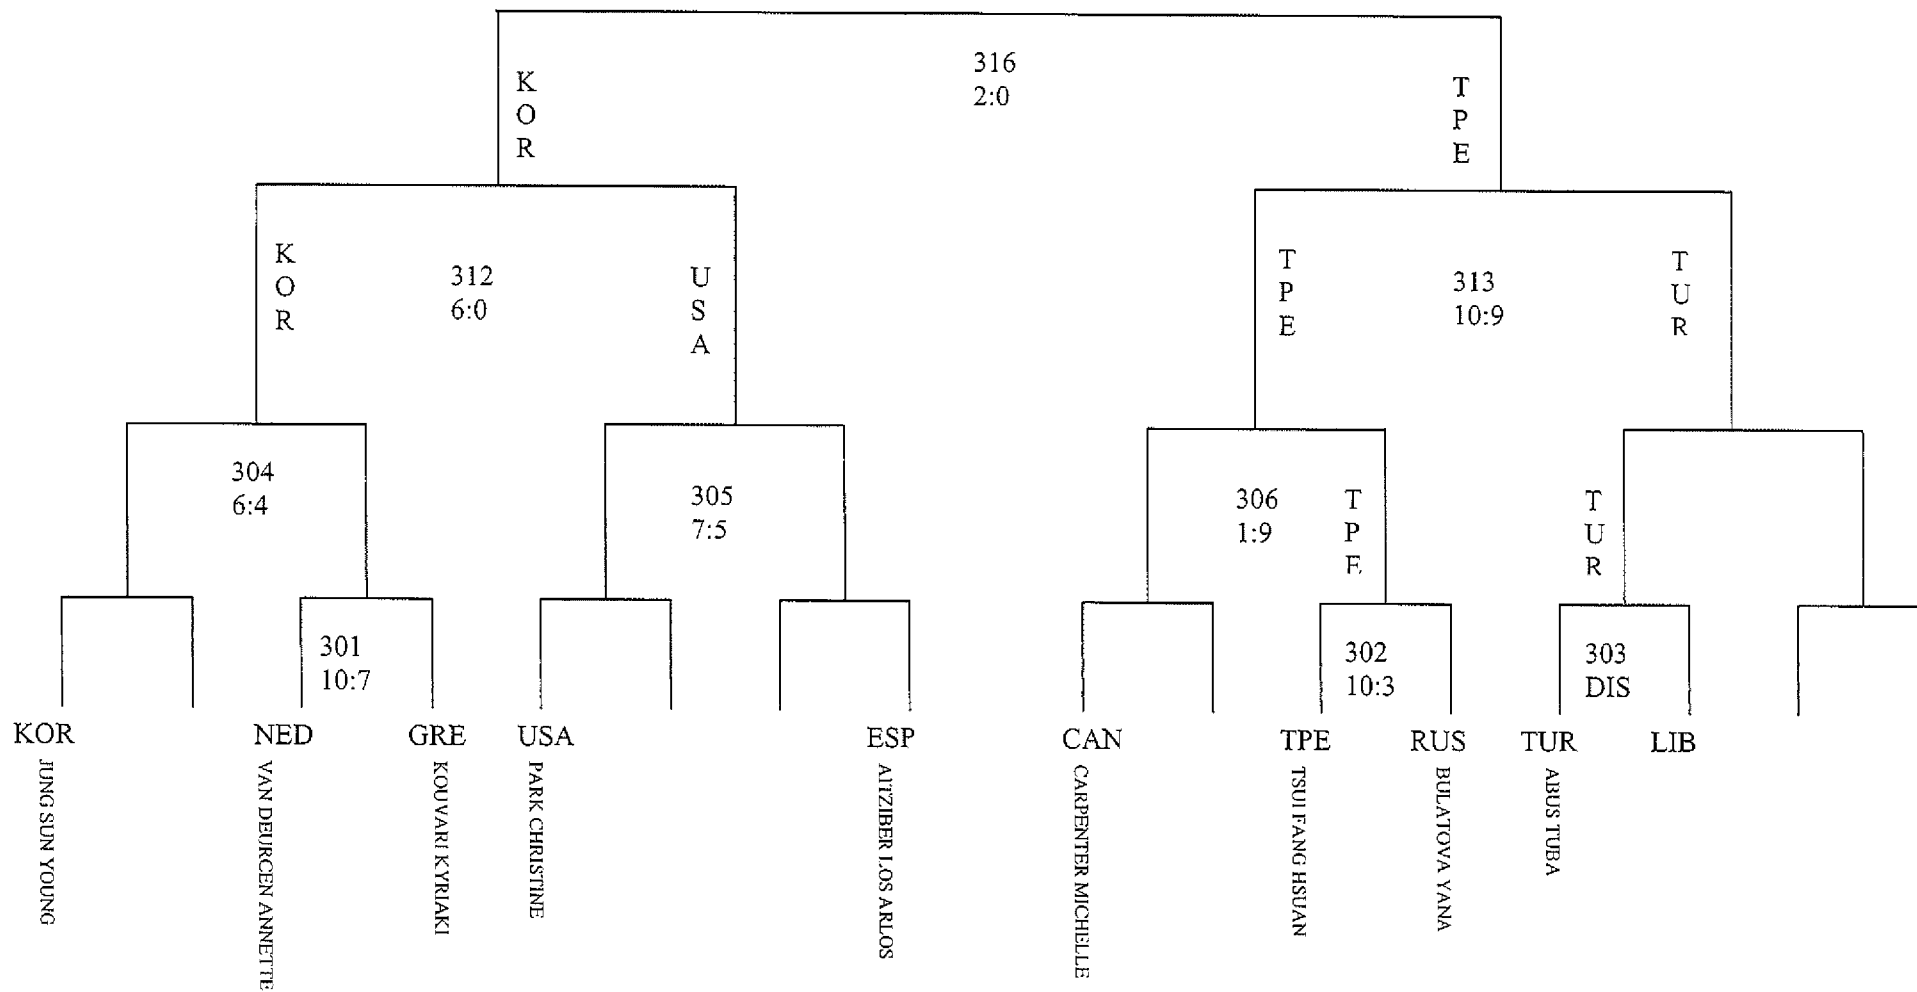 316
2:0
KOR
TPE
312
6:0
KOR
USA
313
10:9
TPE
TUR
304
6:4
305
7:5
306
1:9
TPE
TUR
301
10:7
302
10:3
303
DIS
KOR
NED
GRE
USA
ESP
CAN
TPE
RUS
TUR
LIB
JUNG SUN YOUNG
VAN DEURCEN ANNETTE
KOUVARI KYRIAKI
PARK CHRISTINE
AITZIBER LOS ARLOS
CARPENTER MICHELLE
TSUI FANG HSUAN
BULATOVA YANA
ABUS TUBA